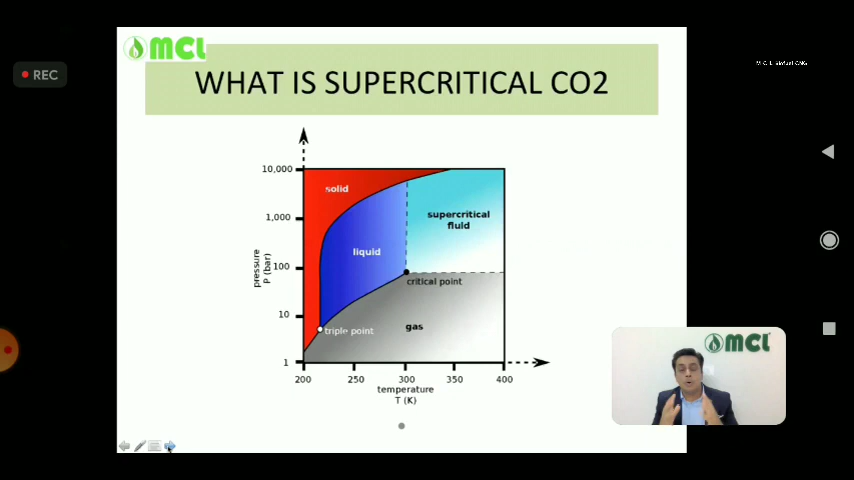 MCL
REC
WHAT IS SUPERCRITICAL CO2
10,000
1,000
100
10
1
pressure
P (bar)
solid
liquid
supercritical
fluid
critical point
triple point
gas
200
250
300
350
400
temperature
T (K)
MCL